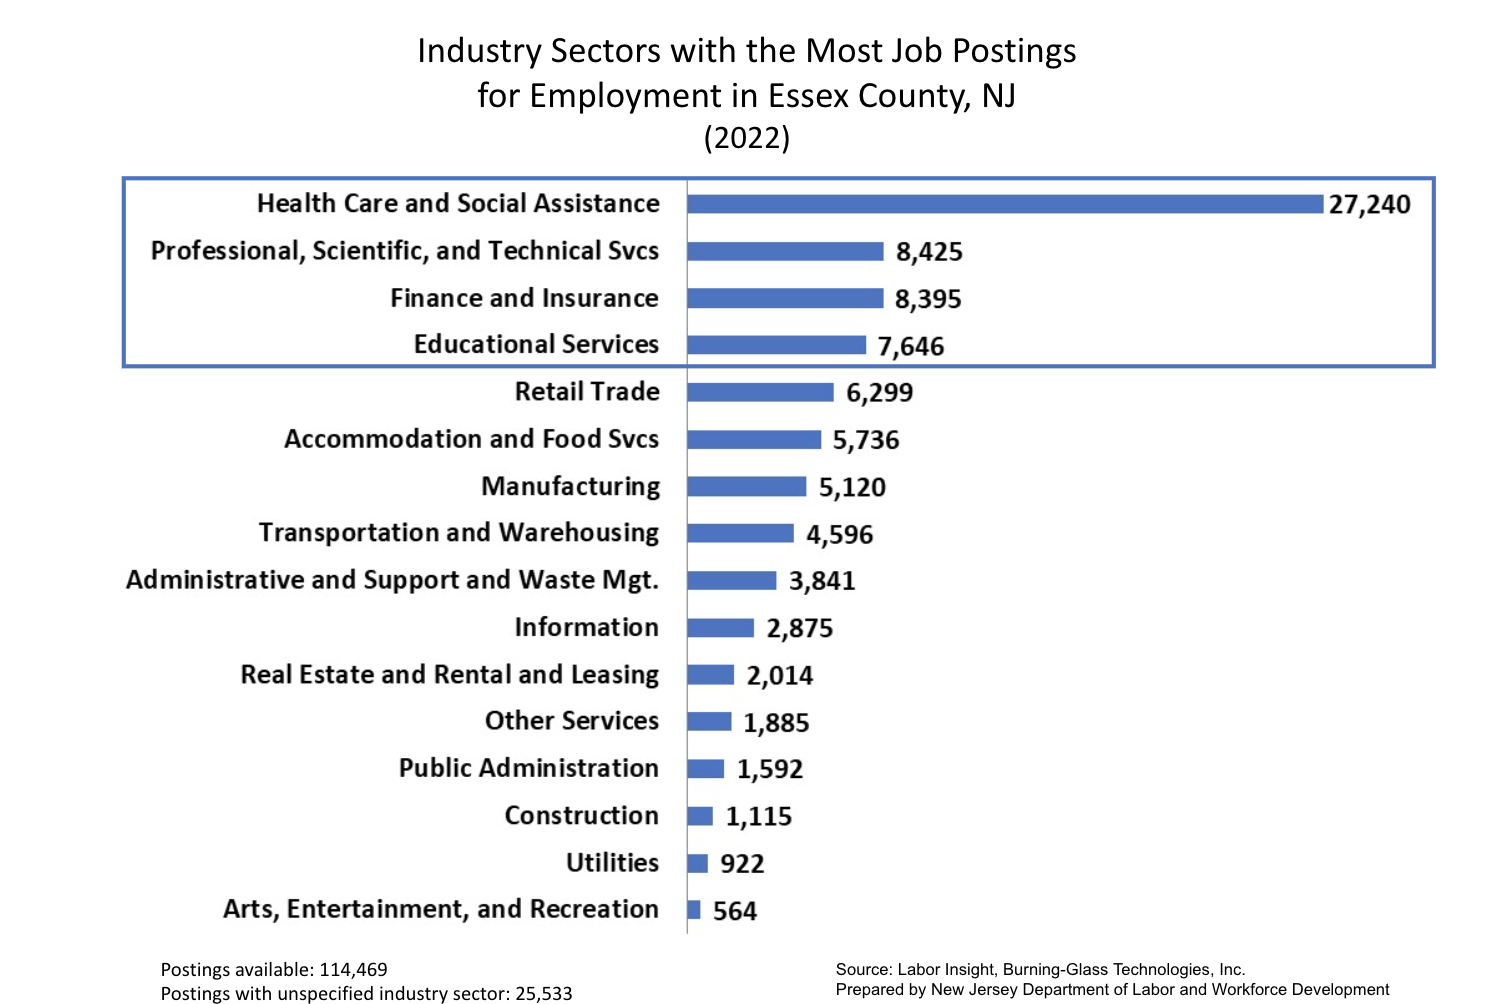 Industry Sectors with the Most Job Postings
for Employment in Essex County, NJ
(2022)
Health Care and Social Assistance 27,240
Professional, Scientific, and Technical Svcs 8,425
Finance and Insurance 8,395
Educational Services 7,646
Retail Trade 6,299
Accommodation and Food Svcs 5,736
Manufacturing 5,120
Transportation and Warehousing 4,596
Administrative and Support and Waste Mgt. 3,841
Information 2,875
Real Estate and Rental and Leasing 2,014
Other Services 1,885
Public Administration 1,592
Construction 1,115
Utilities 922
Arts, Entertainment, and Recreation 564
Postings available: 114,469
Postings with unspecified industry sector: 25,533
Source: Labor Insight, Burning-Glass Technologies, Inc.
Prepared by New Jersey Department of Labor and Workforce Development